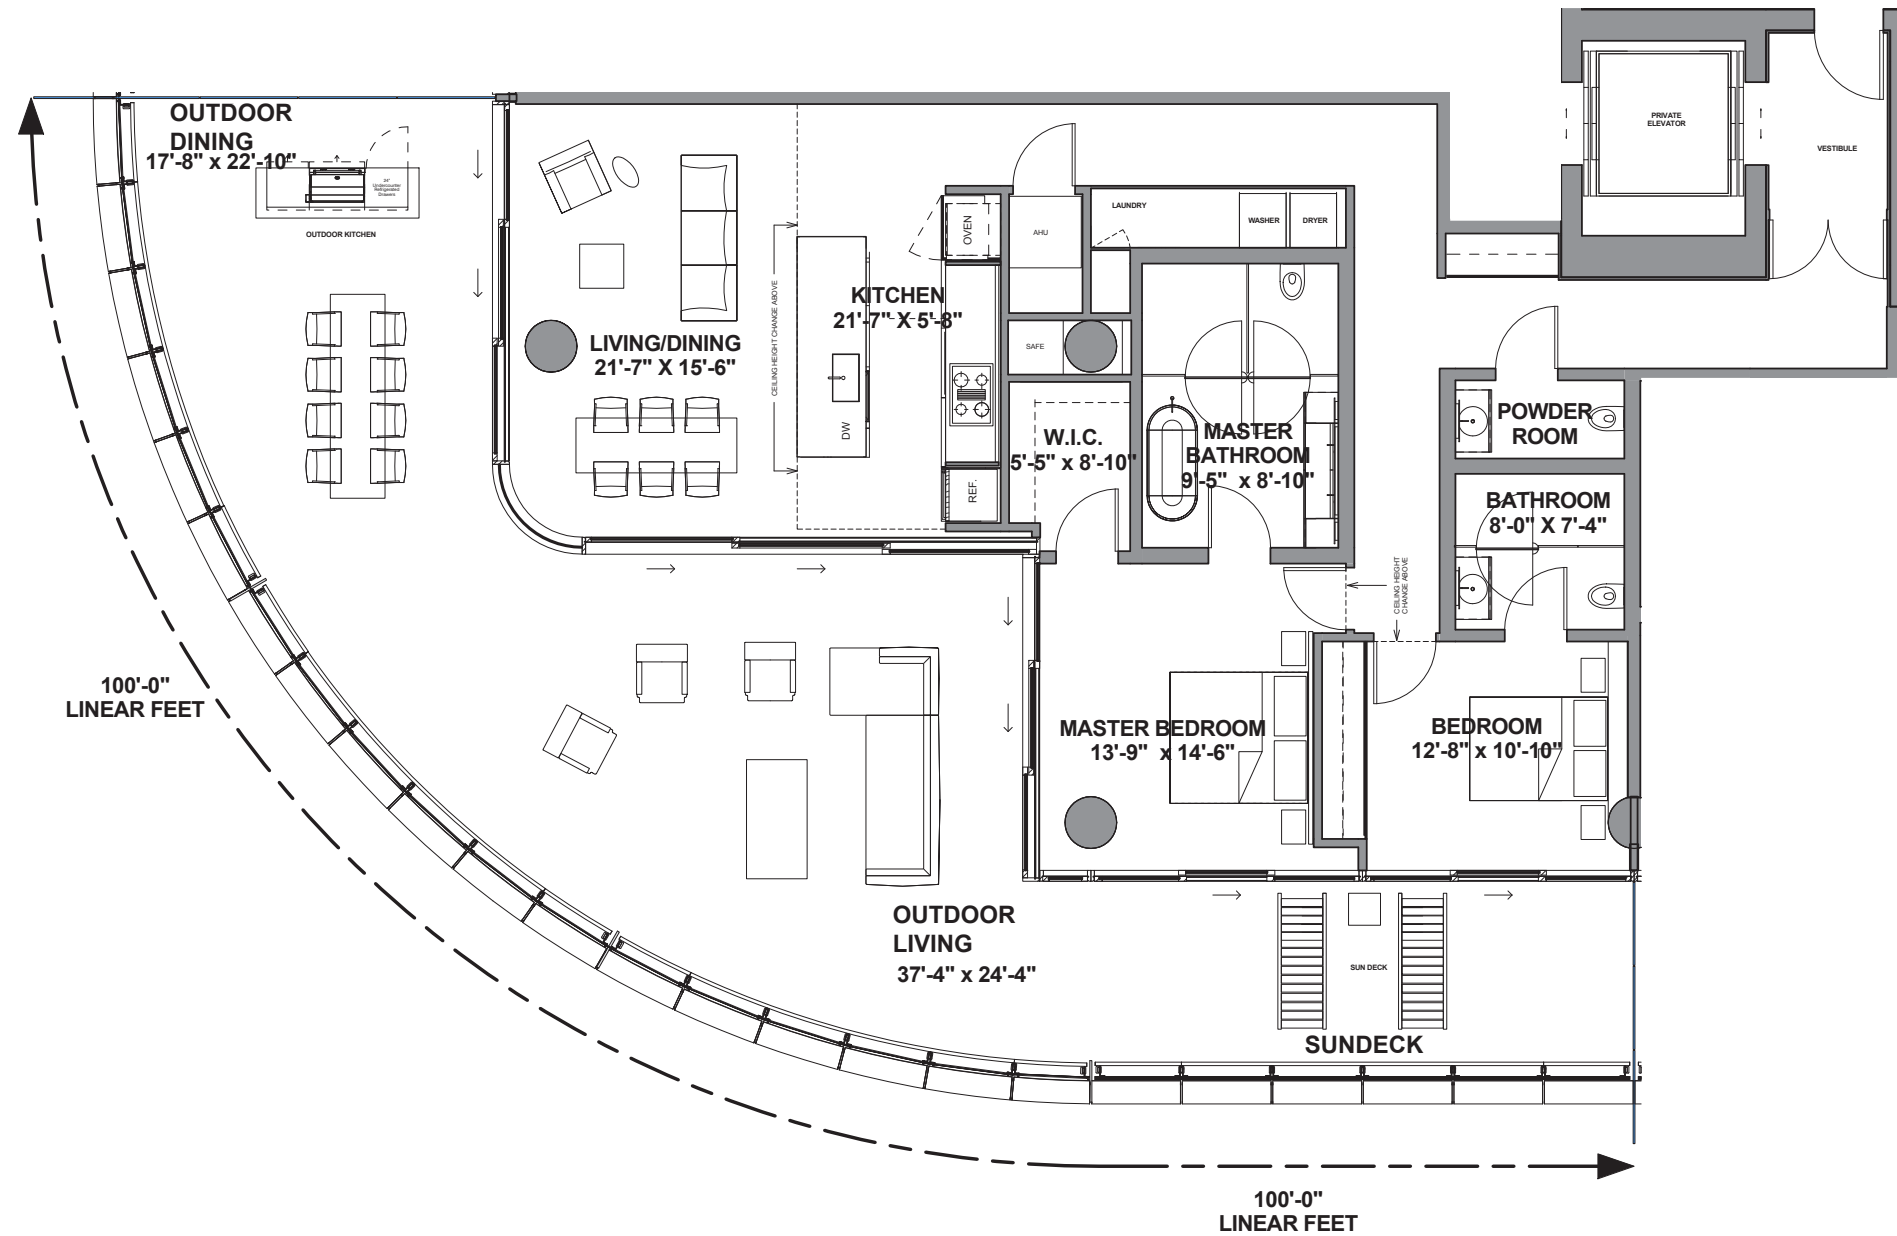 PRIVATE
ELEVATOR
VESTIBULE
OUTDOOR
DINING
17'-8" x 22'-10"
24"
Undercounter
Refrigerated
Drawers
OUTDOOR KITCHEN
LAUNDRY
WASHER
DRYER
OVEN
AHU
CEILING HEIGHT CHANGE ABOVE
KITCHEN
21'-7" X 5'-8"
LIVING/DINING
21'-7" X 15'-6"
SAFE
DW
REF.
W.I.C.
5'-5" x 8'-10"
MASTER
BATHROOM
9'-5" x 8'-10"
POWDER
ROOM
BATHROOM
8'-0" X 7'-4"
CEILING HEIGHT
CHANGE ABOVE
100'-0"
LINEAR FEET
MASTER BEDROOM
13'-9" x 14'-6"
BEDROOM
12'-8" x 10'-10"
OUTDOOR
LIVING
37'-4" x 24'-4"
SUN DECK
SUNDECK
100'-0"
LINEAR FEET